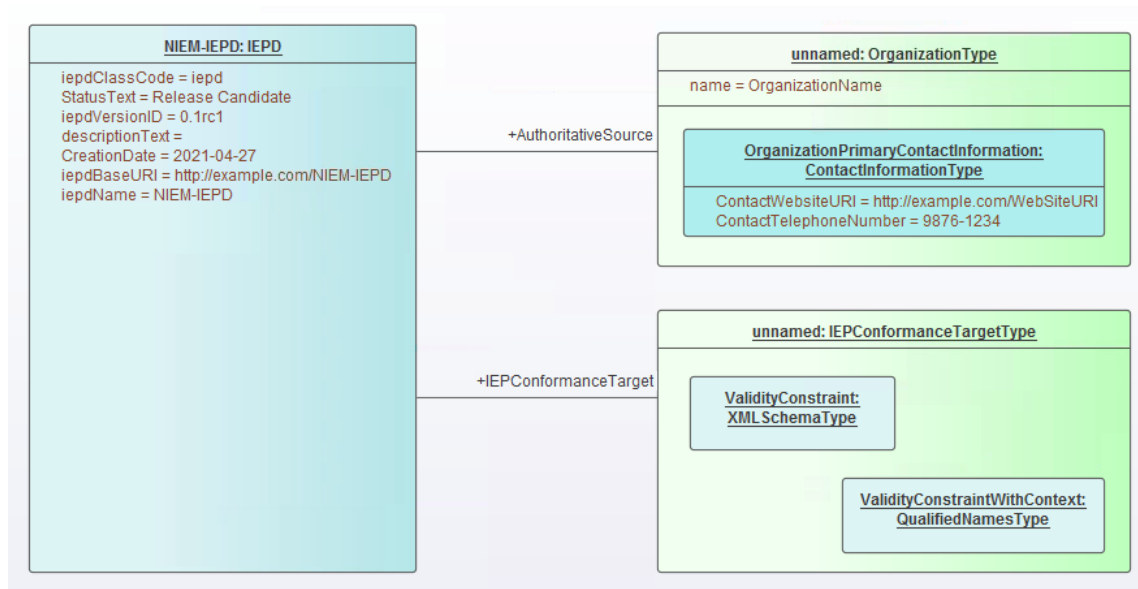 NIEM-IEPD: IEPD
iepdClassCode = iepd
StatusText = Release Candidate
iepdVersionID = 0.1rc1
descriptionText =
CreationDate = 2021-04-27
iepdBaseURI = http://example.com/NIEM-IEPD
iepdName = NIEM-IEPD
+AuthoritativeSource
unnamed: OrganizationType
name = OrganizationName
OrganizationPrimaryContactInformation:
ContactInformationType
ContactWebsiteURI = http://example.com/WebSiteURI
ContactTelephoneNumber = 9876-1234
+IEPConformanceTarget
unnamed: IEPConformanceTargetType
ValidityConstraint:
XMLSchemaType
ValidityConstraintWithContext:
QualifiedNamesType